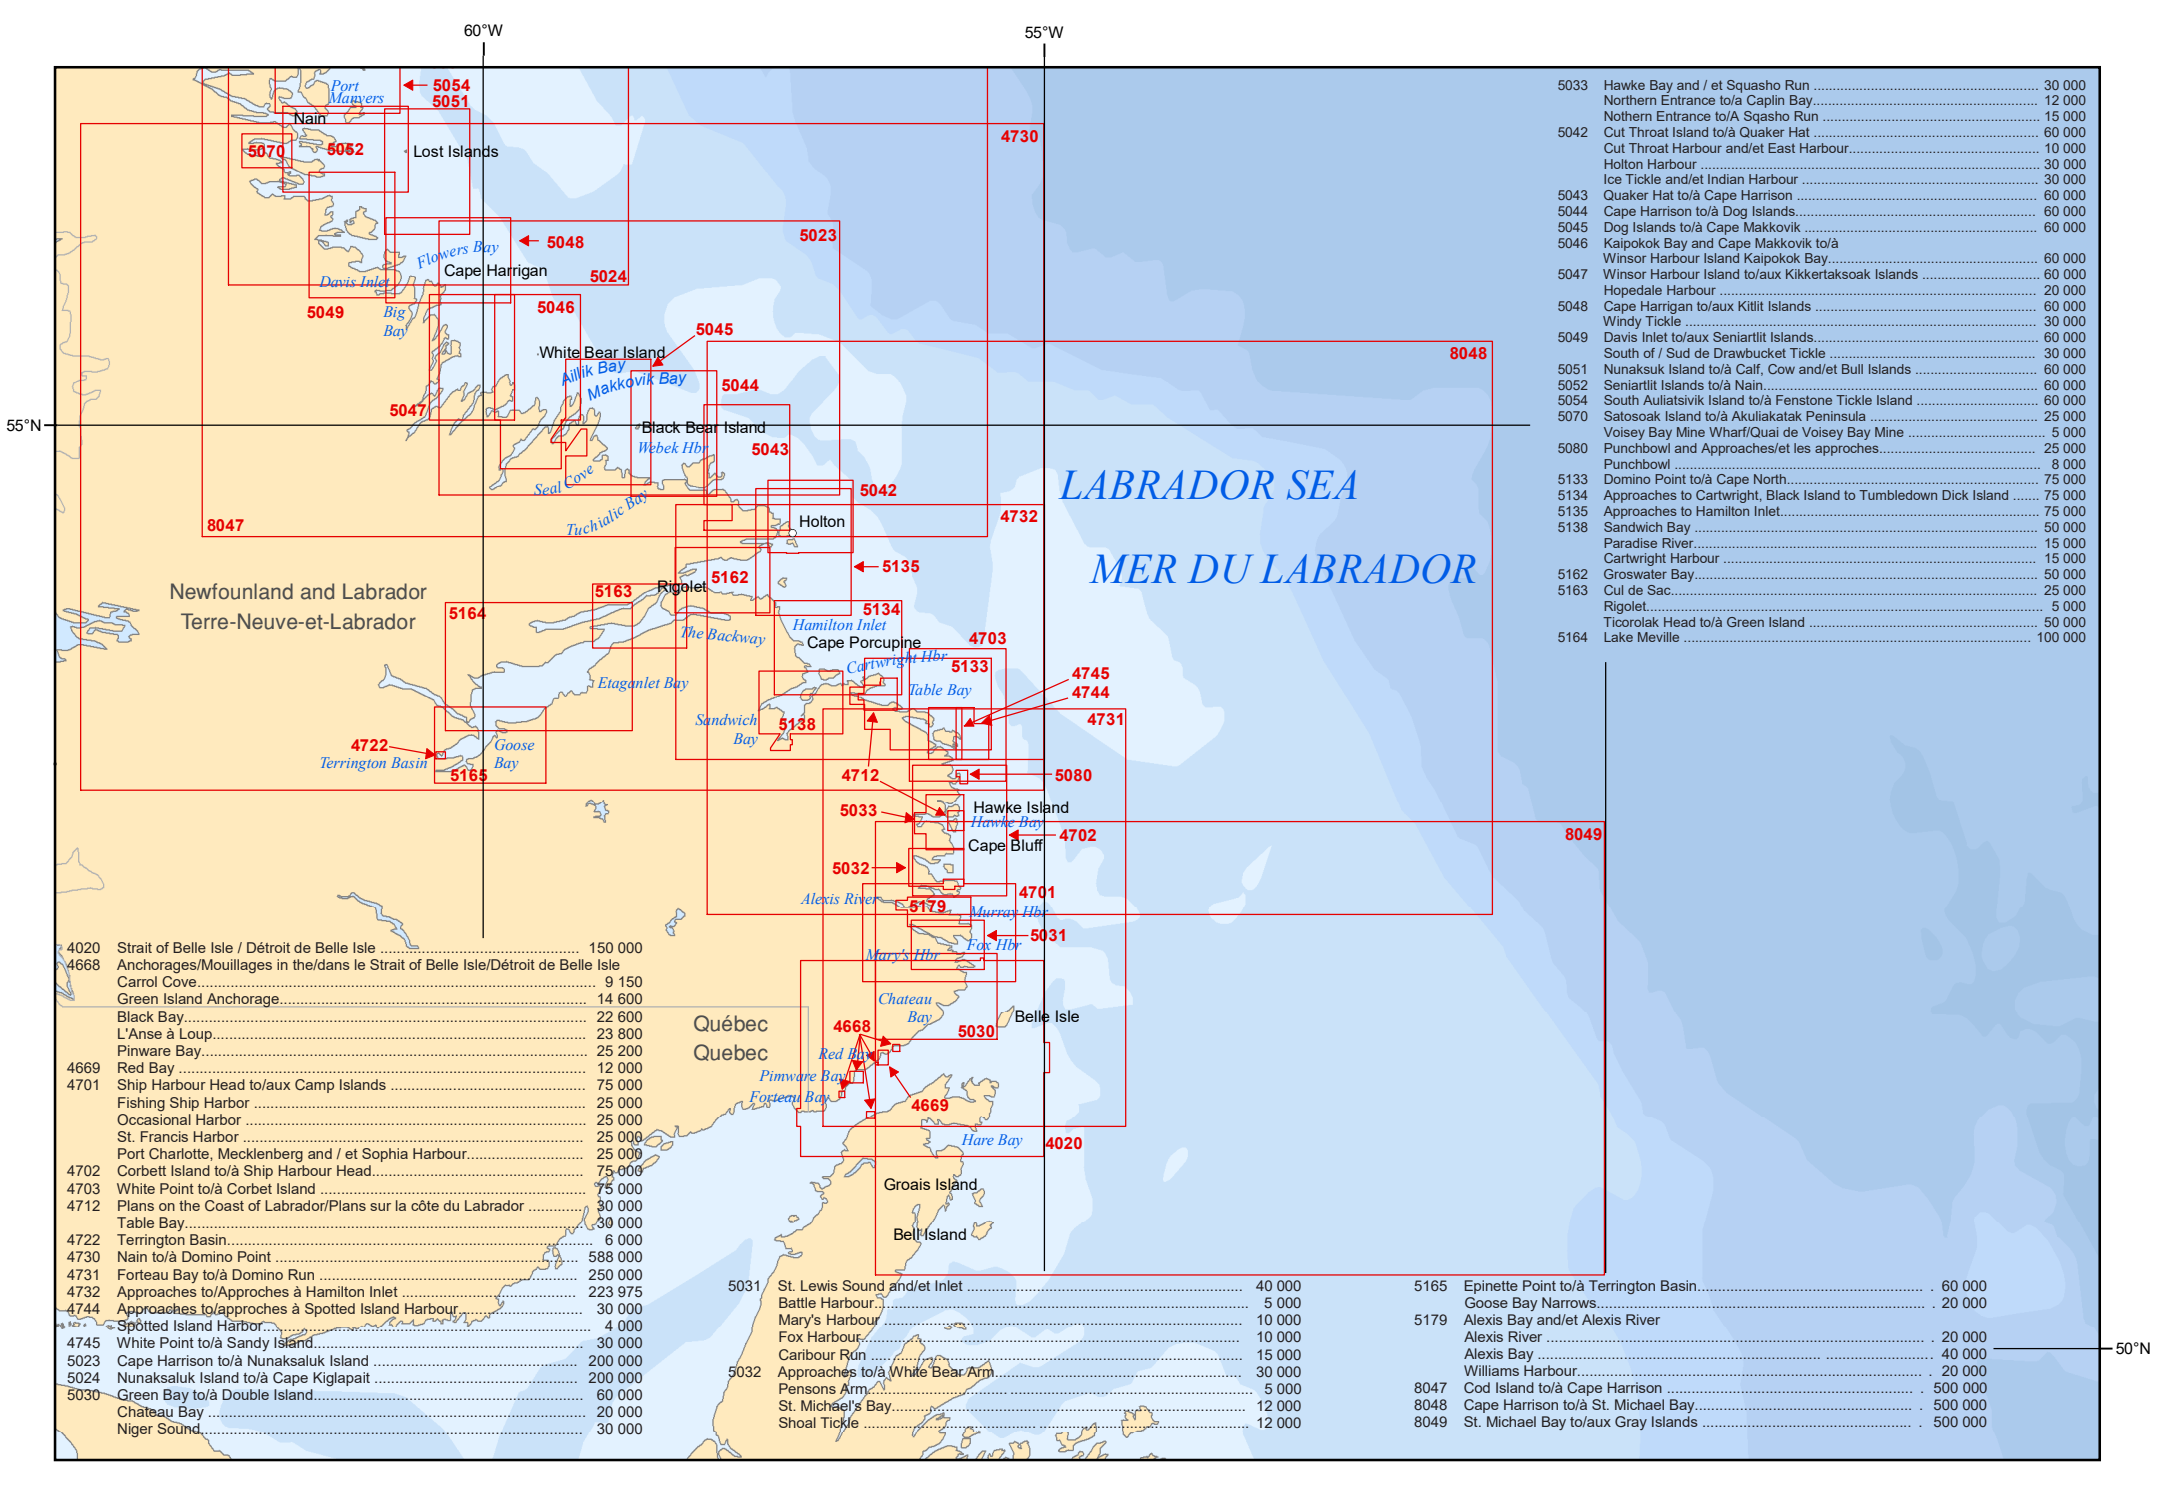 60°W
55°W
Port
Manvers
5054
5051
Nain
4730
5070
5052
Lost Islands
5023
Flowers Bay
5048
Cape Harrigan
5024
Davis Inlet
5049
Big
Bay
5046
5045
White Bear Island
8048
Aillik Bay
Makkovik Bay
5044
5047
55°N
Black Bear Island
Webek Hbr
5043
Seal Cove
5042
LABRADOR SEA
Tuchialic Bay
8047
4732
Holton
5135
MER DU LABRADOR
5162
Rigolet
5163
Newfoundland and Labrador
Terre-Neuve-et-Labrador
5164
5134
Hamilton Inlet
The Backway
Cape Porcupine
4703
Cartwright Hbr
5133
4745
4744
Etaganlet Bay
Table Bay
Sandwich
Bay
5138
4731
4722
Terrington Basin
Goose
Bay
5165
4712
5080
5033
Hawke Island
Hawke Bay
4702
8049
Cape Bluff
5032
Alexis River
4701
5179
Murray Hbr
5031
Fox Hbr
Mary's Hbr
Chateau
Bay
Belle Isle
Québec
Quebec
4668
5030
Red Bay
Pimware Bay
Forteau Bay
4669
Hare Bay
4020
Groais Island
Bell Island
50°N
5033 Hawke Bay and / et Squasho Run 30 000
Northern Entrance to/a Caplin Bay 12 000
Nothern Entrance to/A Sqasho Run 15 000
5042 Cut Throat Island to/à Quaker Hat 60 000
Cut Throat Harbour and/et East Harbour 10 000
Holton Harbour 30 000
Ice Tickle and/et Indian Harbour 30 000
5043 Quaker Hat to/à Cape Harrison 60 000
5044 Cape Harrison to/à Dog Islands 60 000
5045 Dog Islands to/à Cape Makkovik 60 000
5046 Kaipokok Bay and Cape Makkovik to/à
Winsor Harbour Island Kaipokok Bay 60 000
5047 Winsor Harbour Island to/aux Kikkertaksoak Islands 60 000
Hopedale Harbour 20 000
5048 Cape Harrigan to/aux Kitlit Islands 60 000
Windy Tickle 30 000
5049 Davis Inlet to/aux Seniartlit Islands 60 000
South of / Sud de Drawbucket Tickle 30 000
5051 Nunaksuk Island to/à Calf, Cow and/et Bull Islands 60 000
5052 Seniartlit Islands to/à Nain 60 000
5054 South Auliatsivik Island to/à Fenstone Tickle Island 60 000
5070 Satosoak Island to/à Akuliakatak Peninsula 25 000
Voisey Bay Mine Wharf/Quai de Voisey Bay Mine 5 000
5080 Punchbowl and Approaches/et les approches 25 000
Punchbowl 8 000
5133 Domino Point to/à Cape North 75 000
5134 Approaches to Cartwright, Black Island to Tumbledown Dick Island 75 000
5135 Approaches to Hamilton Inlet 75 000
5138 Sandwich Bay 50 000
Paradise River 15 000
Cartwright Harbour 15 000
5162 Groswater Bay 50 000
5163 Cul de Sac 25 000
Rigolet 5 000
Ticorolak Head to/à Green Island 50 000
5164 Lake Meville 100 000
4020 Strait of Belle Isle / Détroit de Belle Isle 150 000
4668 Anchorages/Mouillages in the/dans le Strait of Belle Isle/Détroit de Belle Isle
Carrol Cove 9 150
Green Island Anchorage 14 600
Black Bay 22 600
L'Anse à Loup 23 800
Pinware Bay 25 200
4669 Red Bay 12 000
4701 Ship Harbour Head to/aux Camp Islands 75 000
Fishing Ship Harbor 25 000
Occasional Harbor 25 000
St. Francis Harbor 25 000
Port Charlotte, Mecklenberg and / et Sophia Harbour 25 000
4702 Corbett Island to/à Ship Harbour Head 75 000
4703 White Point to/à Corbet Island 75 000
4712 Plans on the Coast of Labrador/Plans sur la côte du Labrador 30 000
Table Bay 30 000
4722 Terrington Basin 6 000
4730 Nain to/à Domino Point 588 000
4731 Forteau Bay to/à Domino Run 250 000
4732 Approaches to/Approches à Hamilton Inlet 223 975
4744 Approaches to/approches à Spotted Island Harbour 30 000
Spotted Island Harbor 4 000
4745 White Point to/à Sandy Island 30 000
5023 Cape Harrison to/à Nunaksaluk Island 200 000
5024 Nunaksaluk Island to/à Cape Kiglapait 200 000
5030 Green Bay to/à Double Island 60 000
Chateau Bay 20 000
Niger Sound 30 000
5031 St. Lewis Sound and/et Inlet 40 000
Battle Harbour 5 000
Mary's Harbour 10 000
Fox Harbour 10 000
Caribour Run 15 000
5032 Approaches to/à White Bear Arm 30 000
Pensons Arm 5 000
St. Michael's Bay 12 000
Shoal Tickle 12 000
5165 Epinette Point to/à Terrington Basin 60 000
Goose Bay Narrows 20 000
5179 Alexis Bay and/et Alexis River
Alexis River 20 000
Alexis Bay 40 000
Williams Harbour 20 000
8047 Cod Island to/à Cape Harrison 500 000
8048 Cape Harrison to/à St. Michael Bay 500 000
8049 St. Michael Bay to/aux Gray Islands 500 000